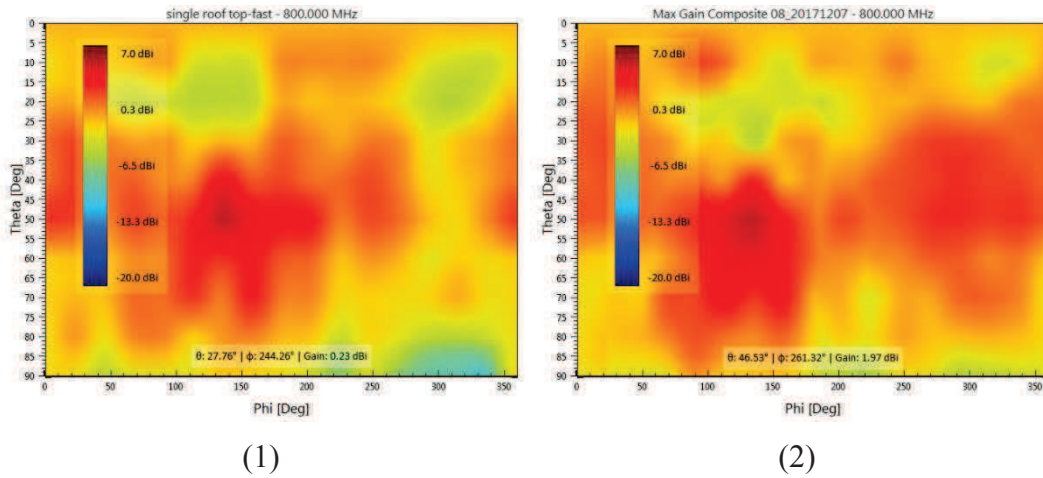 single roof top-fast - 800.000 MHz
0
5
10
15
20
25
30
35
40
45
50
55
60
65
70
75
80
85
90
Theta [Deg]
7.0 dBi
0.3 dBi
-6.5 dBi
-13.3 dBi
-20.0 dBi
θ: 27.76° | ф: 244.26° | Gain: 0.23 dBi
0 50 100 150 200 250 300 350
Phi [Deg]
(1)
Max Gain Composite 08_20171207 - 800.000 MHz
0
5
10
15
20
25
30
35
40
45
50
55
60
65
70
75
80
85
90
Theta [Deg]
7.0 dBi
0.3 dBi
-6.5 dBi
-13.3 dBi
-20.0 dBi
θ: 46.53° | ф: 261.32° | Gain: 1.97 dBi
0 50 100 150 200 250 300 350
Phi [Deg]
(2)